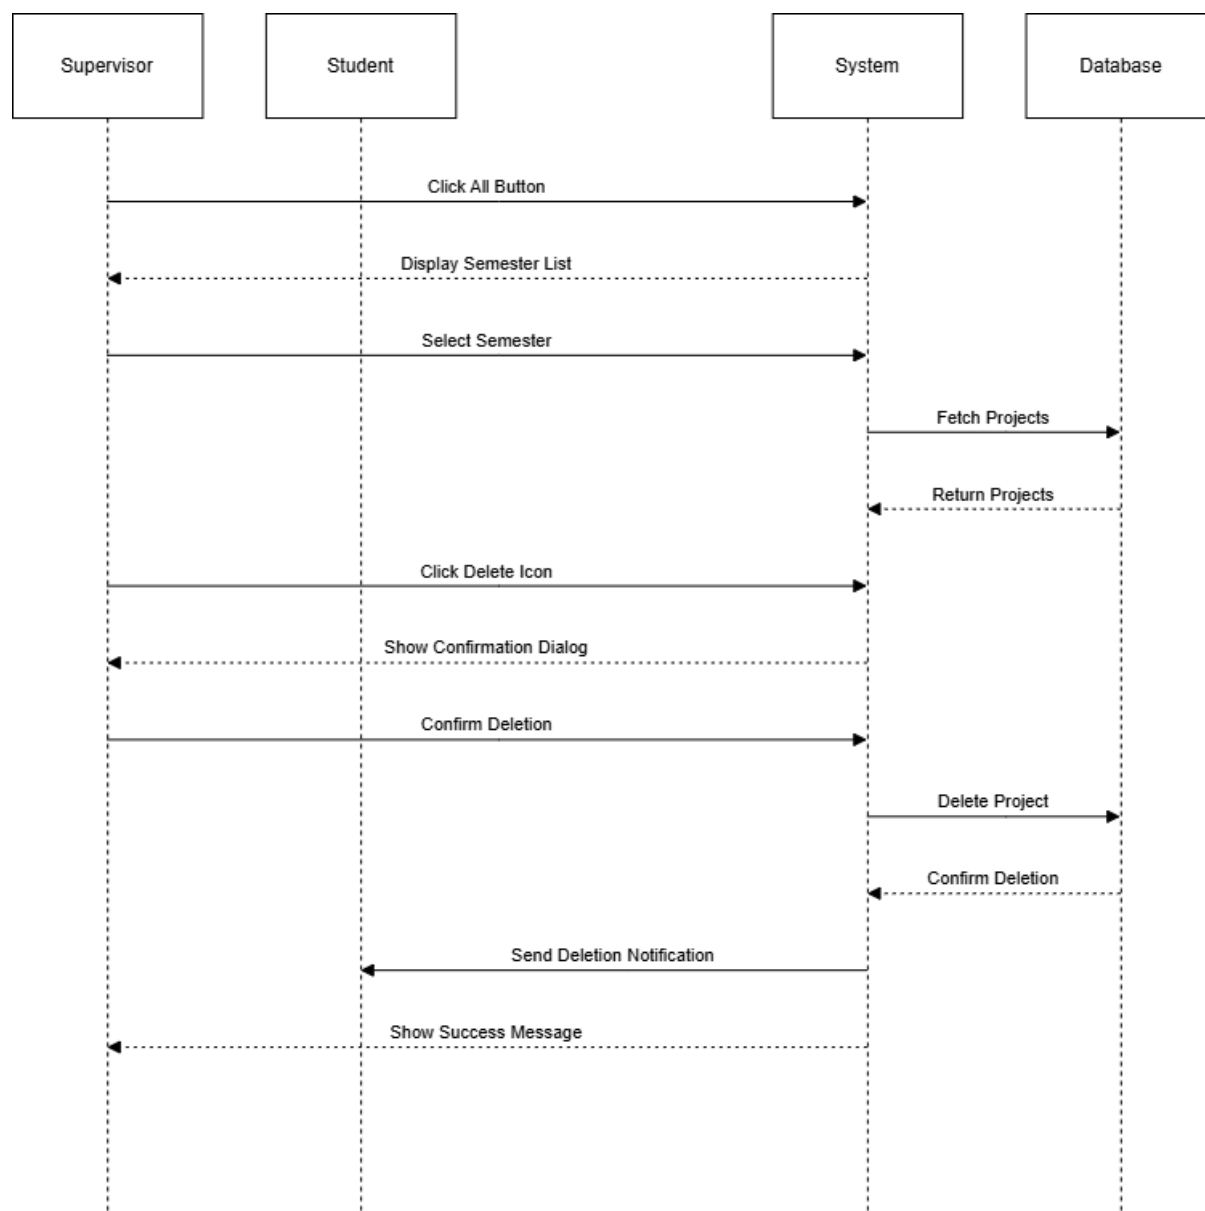 Supervisor
Student
System
Database
Click All Button
Display Semester List
Select Semester
Fetch Projects
Return Projects
Click Delete Icon
Show Confirmation Dialog
Confirm Deletion
Delete Project
Confirm Deletion
Send Deletion Notification
Show Success Message